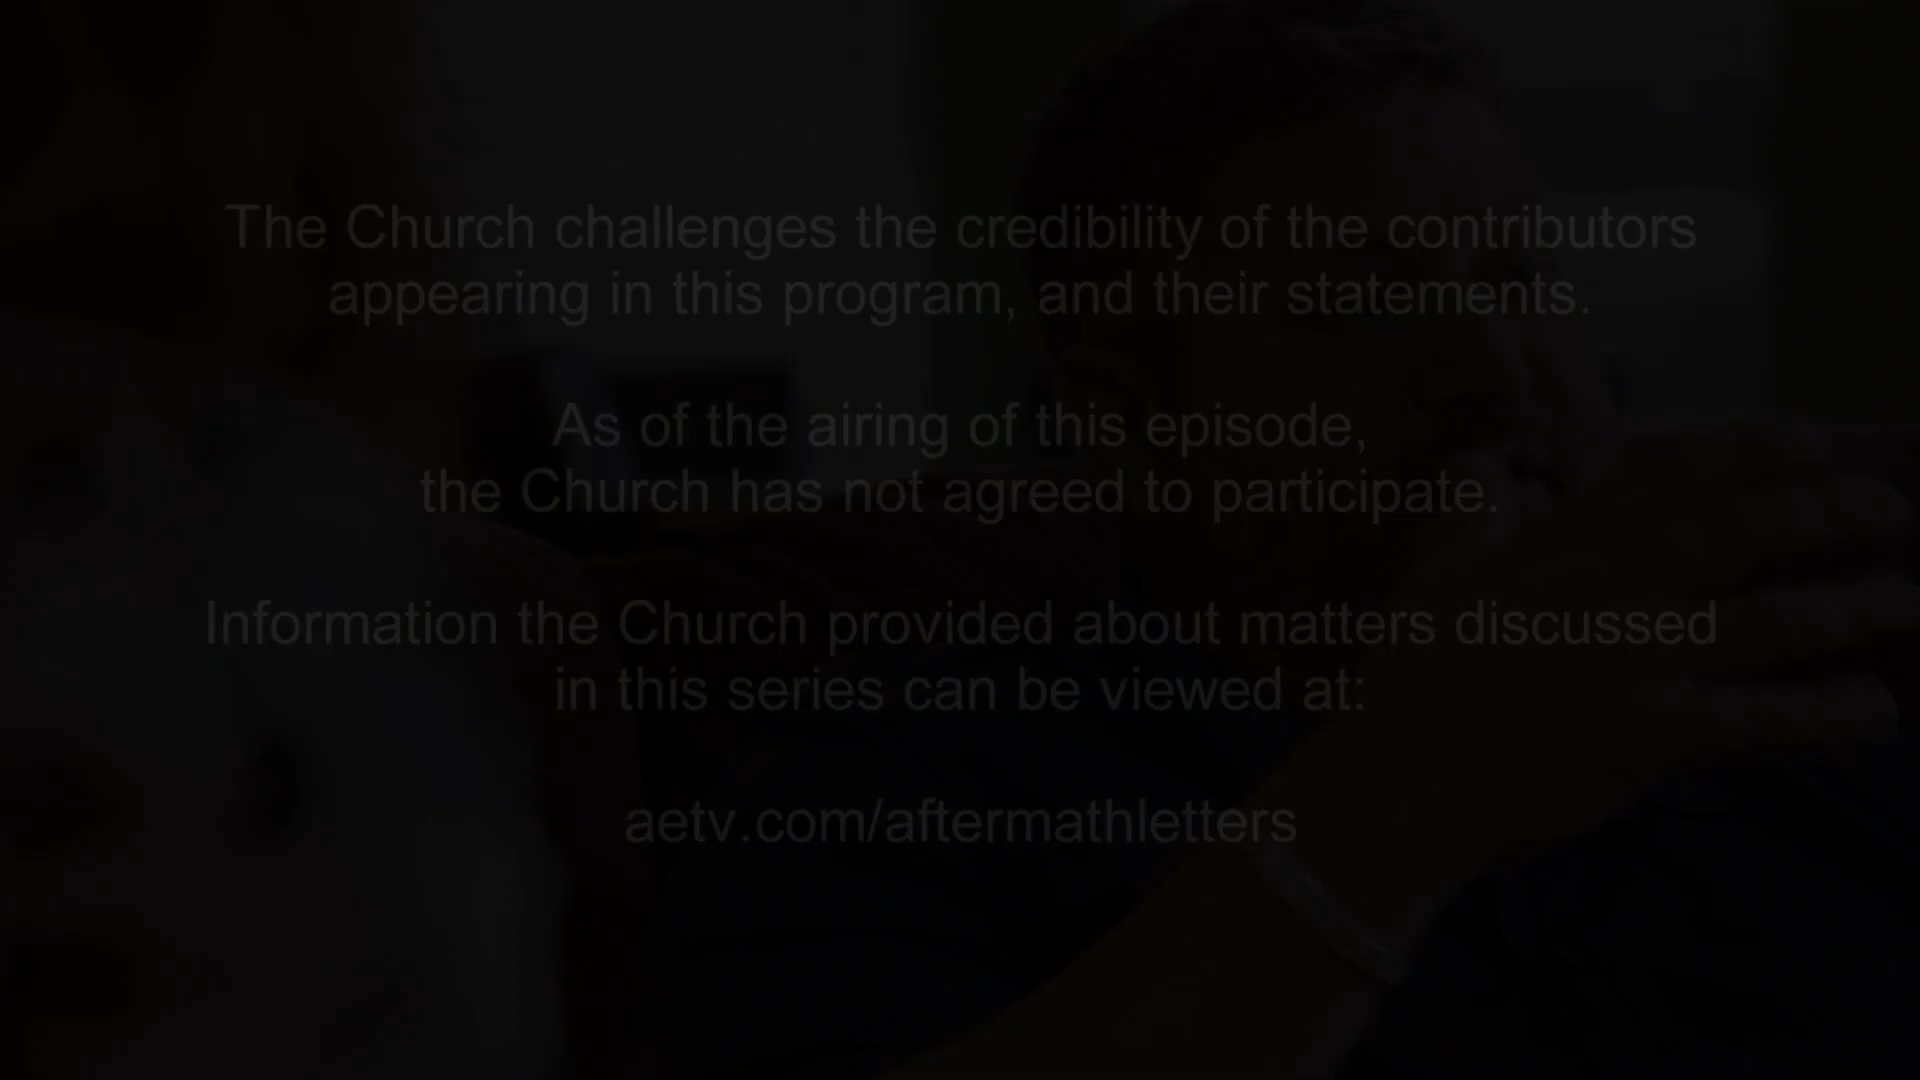 The Church challenges the credibility of the contributors
appearing in this program, and their statements.
As of the airing of this episode,
the Church has not agreed to participate.
Information the Church provided about matters discussed
in this series can be viewed at:
aetv.com/aftermathletters